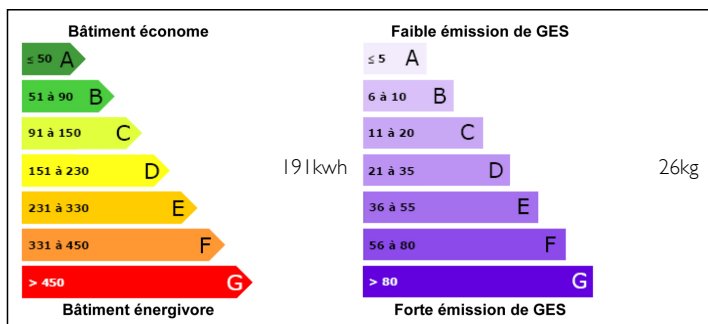 Bâtiment économe
≤ 50 A
51 à 90 B
91 à 150 C
151 à 230 D
231 à 330 E
331 à 450 F
> 450 G
Bâtiment énergivore
191kwh
Faible émission de GES
≤ 5 A
6 à 10 B
11 à 20 C
21 à 35 D
36 à 55 E
56 à 80 F
> 80 G
Forte émission de GES
26kg